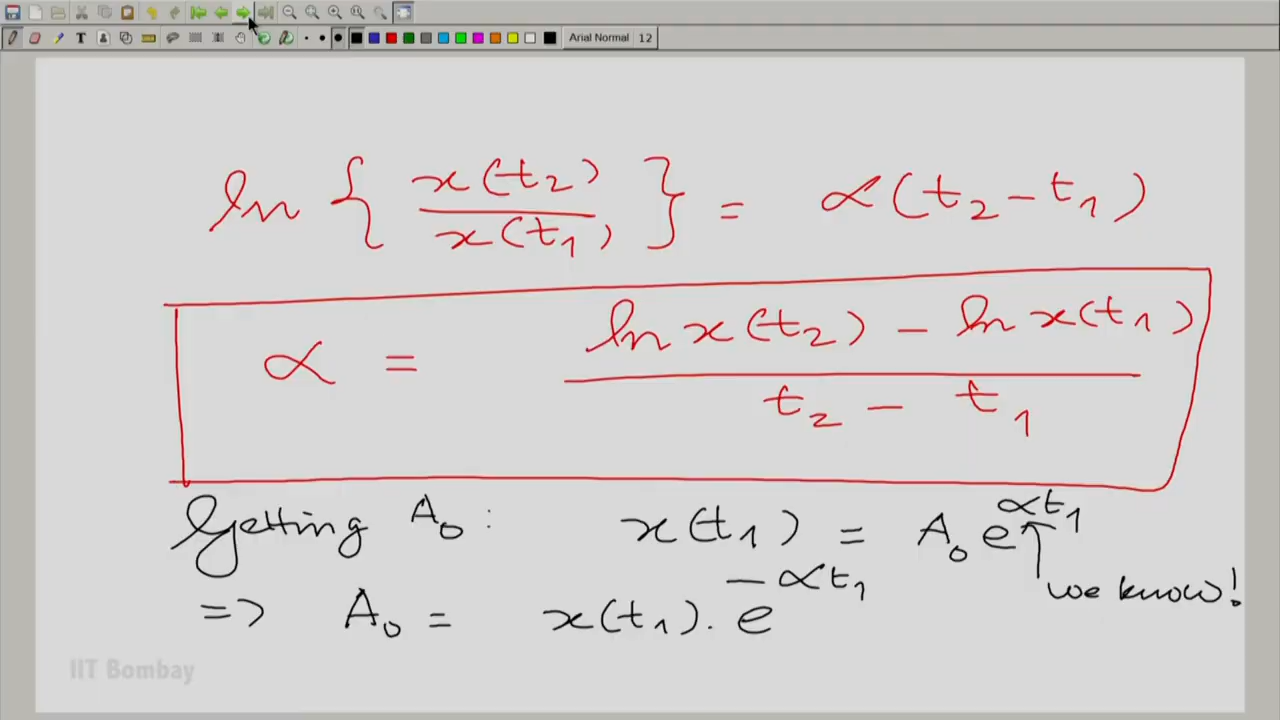 Arial Normal 12
ln { x(t₂) / x(t₁) } = α(t₂ – t₁)
α = (ln x(t₂) – ln x(t₁)) / (t₂ – t₁)
Getting A₀ : x(t₁) = A₀ e^(αt₁)
we know!
=> A₀ = x(t₁). e^(–αt₁)
IIT Bombay